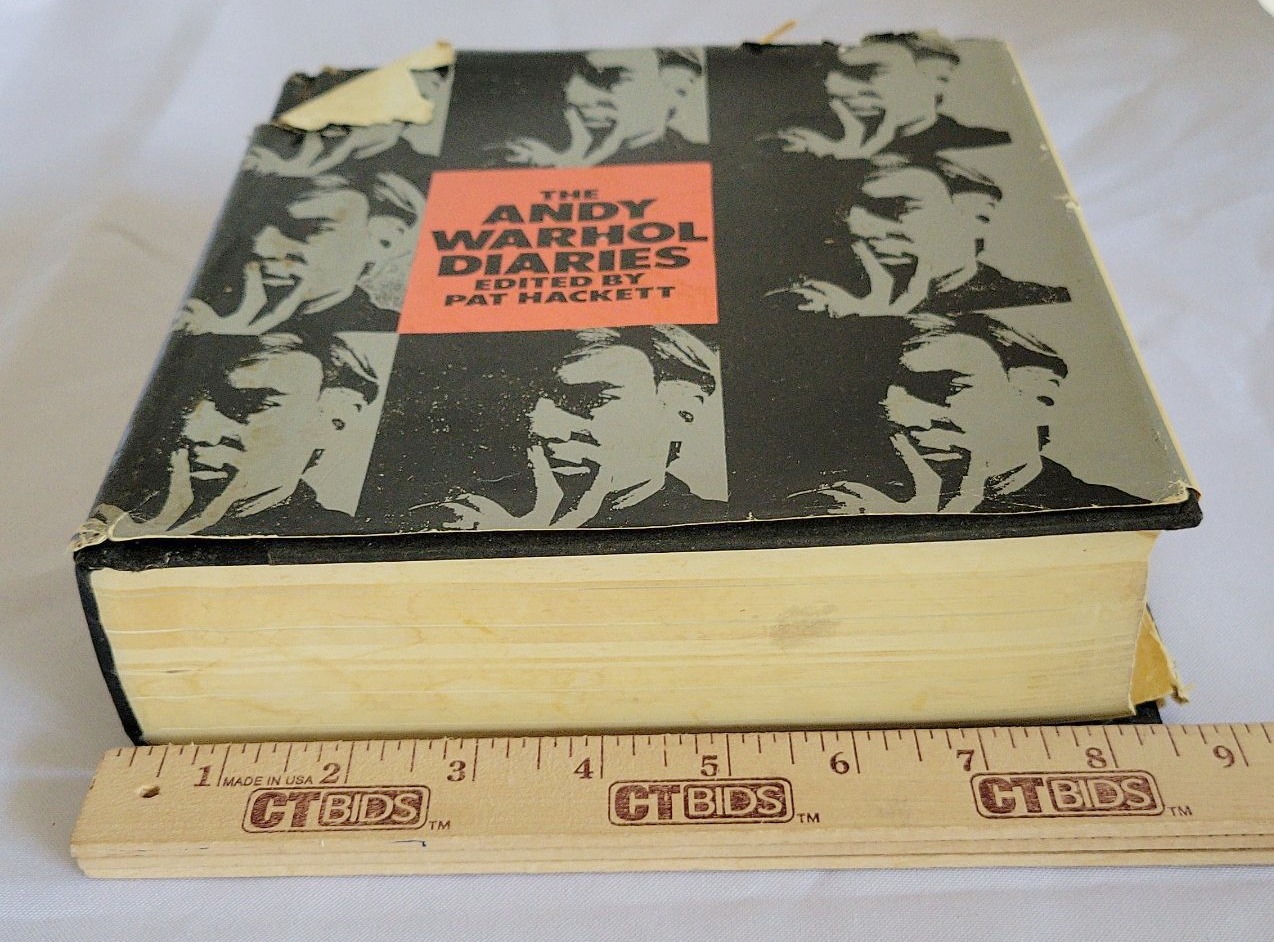 THE
ANDY
WARHOL
DIARIES
EDITED BY
PAT HACKETT
1 MADE IN USA 2 3 4 5 6 7 8 9
CTBIDS TM CTBIDS TM CTBIDS TM